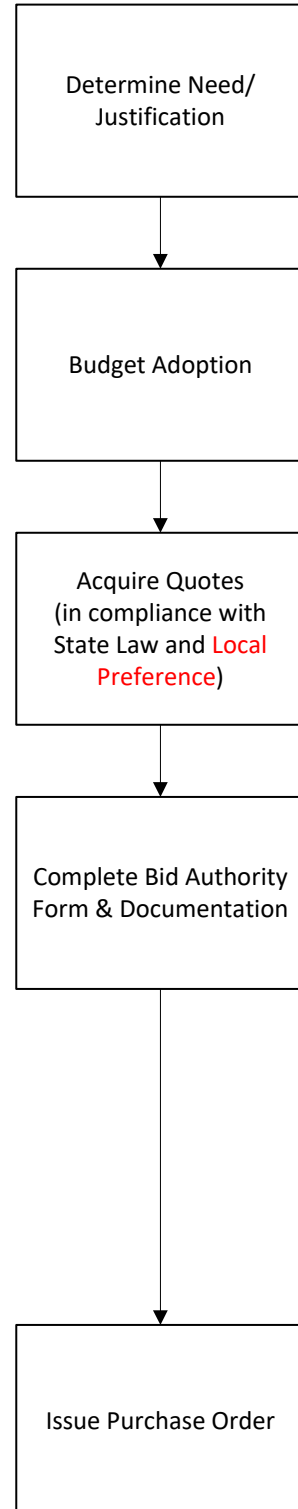 Determine Need/
Justification
Budget Adoption
Acquire Quotes
(in compliance with
State Law and Local
Preference)
Complete Bid Authority
Form & Documentation
Issue Purchase Order